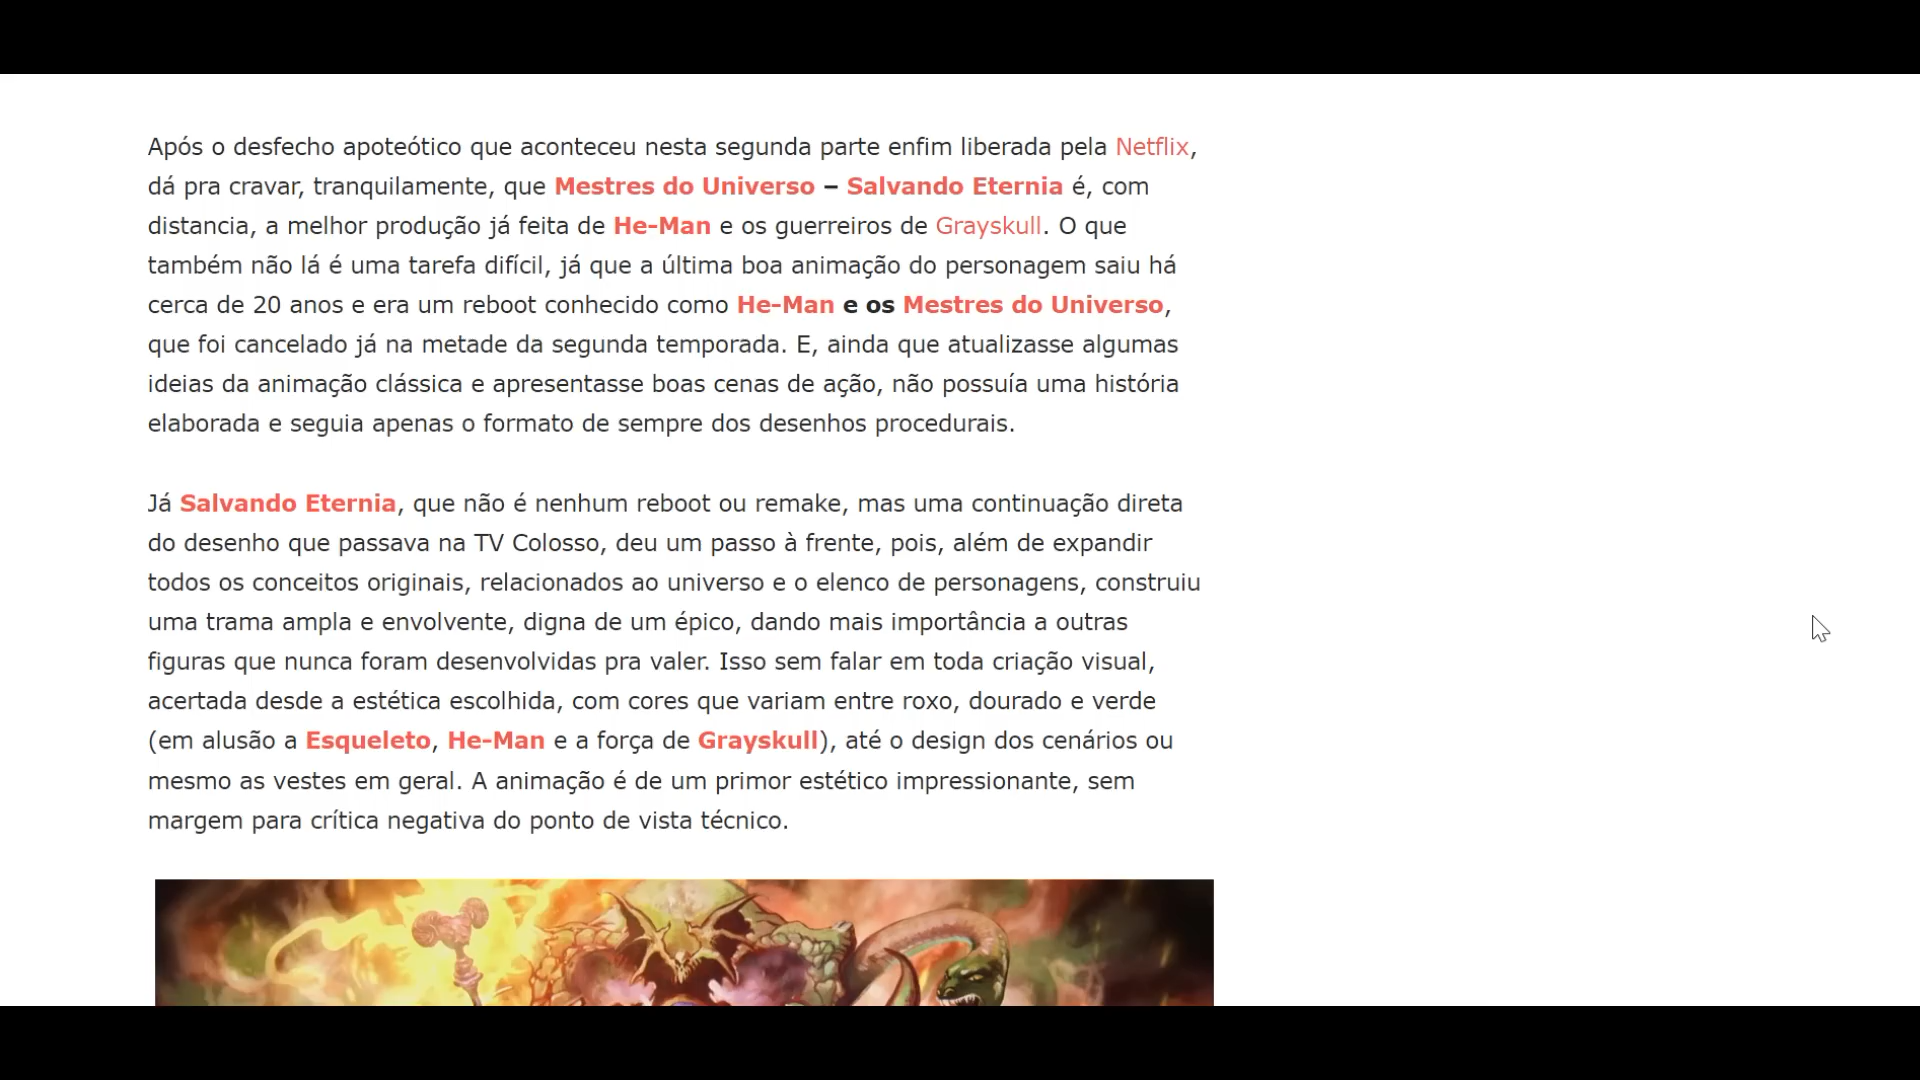 Após o desfecho apoteótico que aconteceu nesta segunda parte enfim liberada pela Netflix,
dá pra cravar, tranquilamente, que Mestres do Universo – Salvando Eternia é, com
distancia, a melhor produção já feita de He-Man e os guerreiros de Grayskull. O que
também não lá é uma tarefa difícil, já que a última boa animação do personagem saiu há
cerca de 20 anos e era um reboot conhecido como He-Man e os Mestres do Universo,
que foi cancelado já na metade da segunda temporada. E, ainda que atualizasse algumas
ideias da animação clássica e apresentasse boas cenas de ação, não possuía uma história
elaborada e seguia apenas o formato de sempre dos desenhos procedurais.
Já Salvando Eternia, que não é nenhum reboot ou remake, mas uma continuação direta
do desenho que passava na TV Colosso, deu um passo à frente, pois, além de expandir
todos os conceitos originais, relacionados ao universo e o elenco de personagens, construiu
uma trama ampla e envolvente, digna de um épico, dando mais importância a outras
figuras que nunca foram desenvolvidas pra valer. Isso sem falar em toda criação visual,
acertada desde a estética escolhida, com cores que variam entre roxo, dourado e verde
(em alusão a Esqueleto, He-Man e a força de Grayskull), até o design dos cenários ou
mesmo as vestes em geral. A animação é de um primor estético impressionante, sem
margem para crítica negativa do ponto de vista técnico.